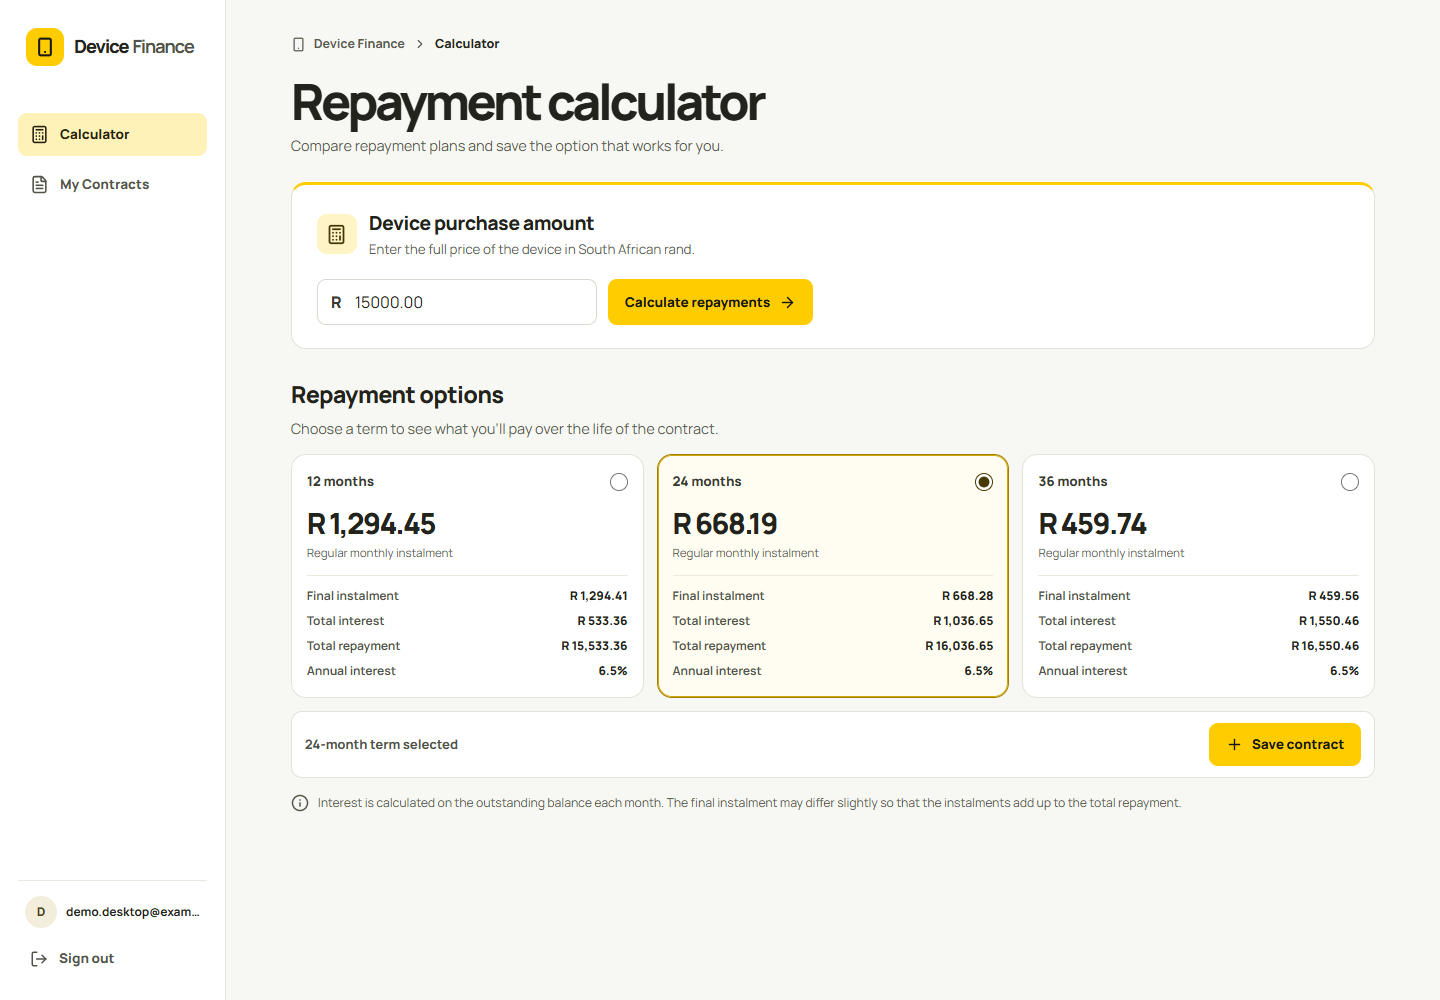 Device Finance
Calculator
My Contracts
Device Finance > Calculator
Repayment calculator
Compare repayment plans and save the option that works for you.
Device purchase amount
Enter the full price of the device in South African rand.
R 15000.00
Calculate repayments →
Repayment options
Choose a term to see what you'll pay over the life of the contract.
12 months
R 1,294.45
Regular monthly instalment
Final instalment R 1,294.41
Total interest R 533.36
Total repayment R 15,533.36
Annual interest 6.5%
24 months
R 668.19
Regular monthly instalment
Final instalment R 668.28
Total interest R 1,036.65
Total repayment R 16,036.65
Annual interest 6.5%
36 months
R 459.74
Regular monthly instalment
Final instalment R 459.56
Total interest R 1,550.46
Total repayment R 16,550.46
Annual interest 6.5%
24-month term selected
+ Save contract
Interest is calculated on the outstanding balance each month. The final instalment may differ slightly so that the instalments add up to the total repayment.
D demo.desktop@exam...
Sign out